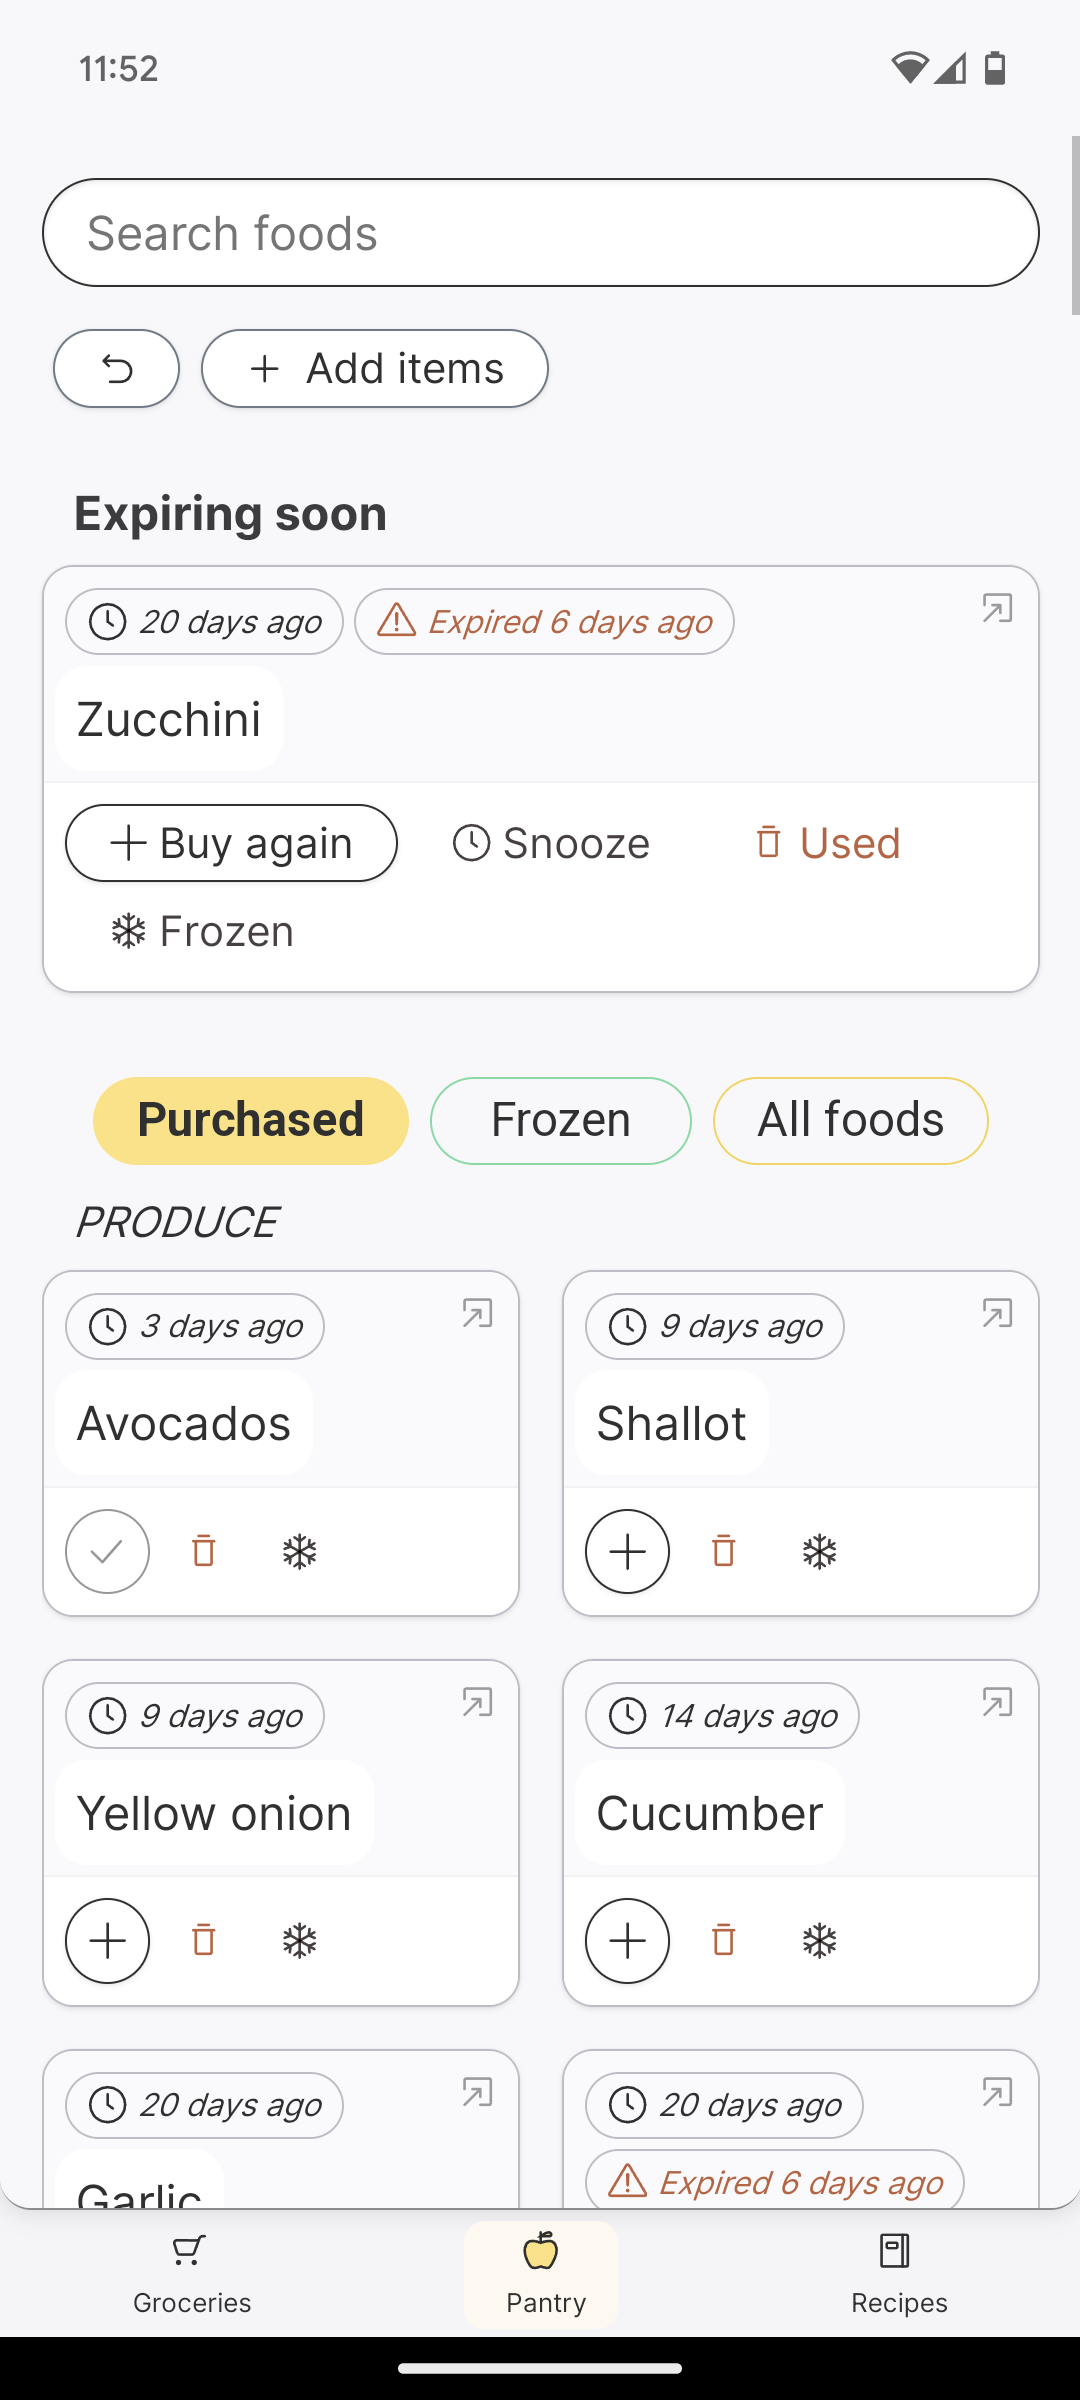 11:52
Search foods
Add items
Expiring soon
20 days ago Expired 6 days ago
Zucchini
Buy again Snooze Used
Frozen
Purchased Frozen All foods
PRODUCE
3 days ago 9 days ago
Avocados Shallot
9 days ago 14 days ago
Yellow onion Cucumber
20 days ago 20 days ago
Expired 6 days ago
Garlic
Groceries Pantry Recipes